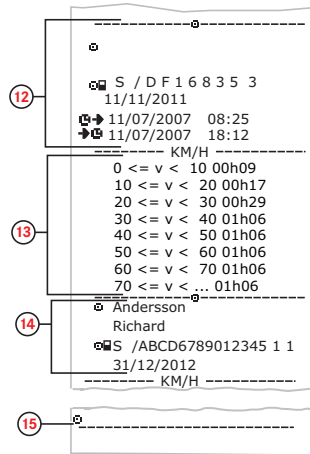 12
S / D F 1 6 8 3 5 3
11/11/2011
11/07/2007 08:25
11/07/2007 18:12
KM/H
13
0 <= v < 10 00h09
10 <= v < 20 00h17
20 <= v < 30 00h29
30 <= v < 40 01h06
40 <= v < 50 01h06
50 <= v < 60 01h06
60 <= v < 70 01h06
70 <= v < ... 01h06
14
Andersson
Richard
S /ABCD6789012345 1 1
31/12/2012
KM/H
15